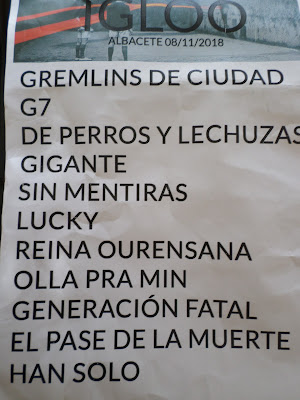 IGLOO
ALBACETE 08/11/2018
GREMLINS DE CIUDAD
G7
DE PERROS Y LECHUZAS
GIGANTE
SIN MENTIRAS
LUCKY
REINA OURENSANA
OLLA PRA MIN
GENERACIÓN FATAL
EL PASE DE LA MUERTE
HAN SOLO